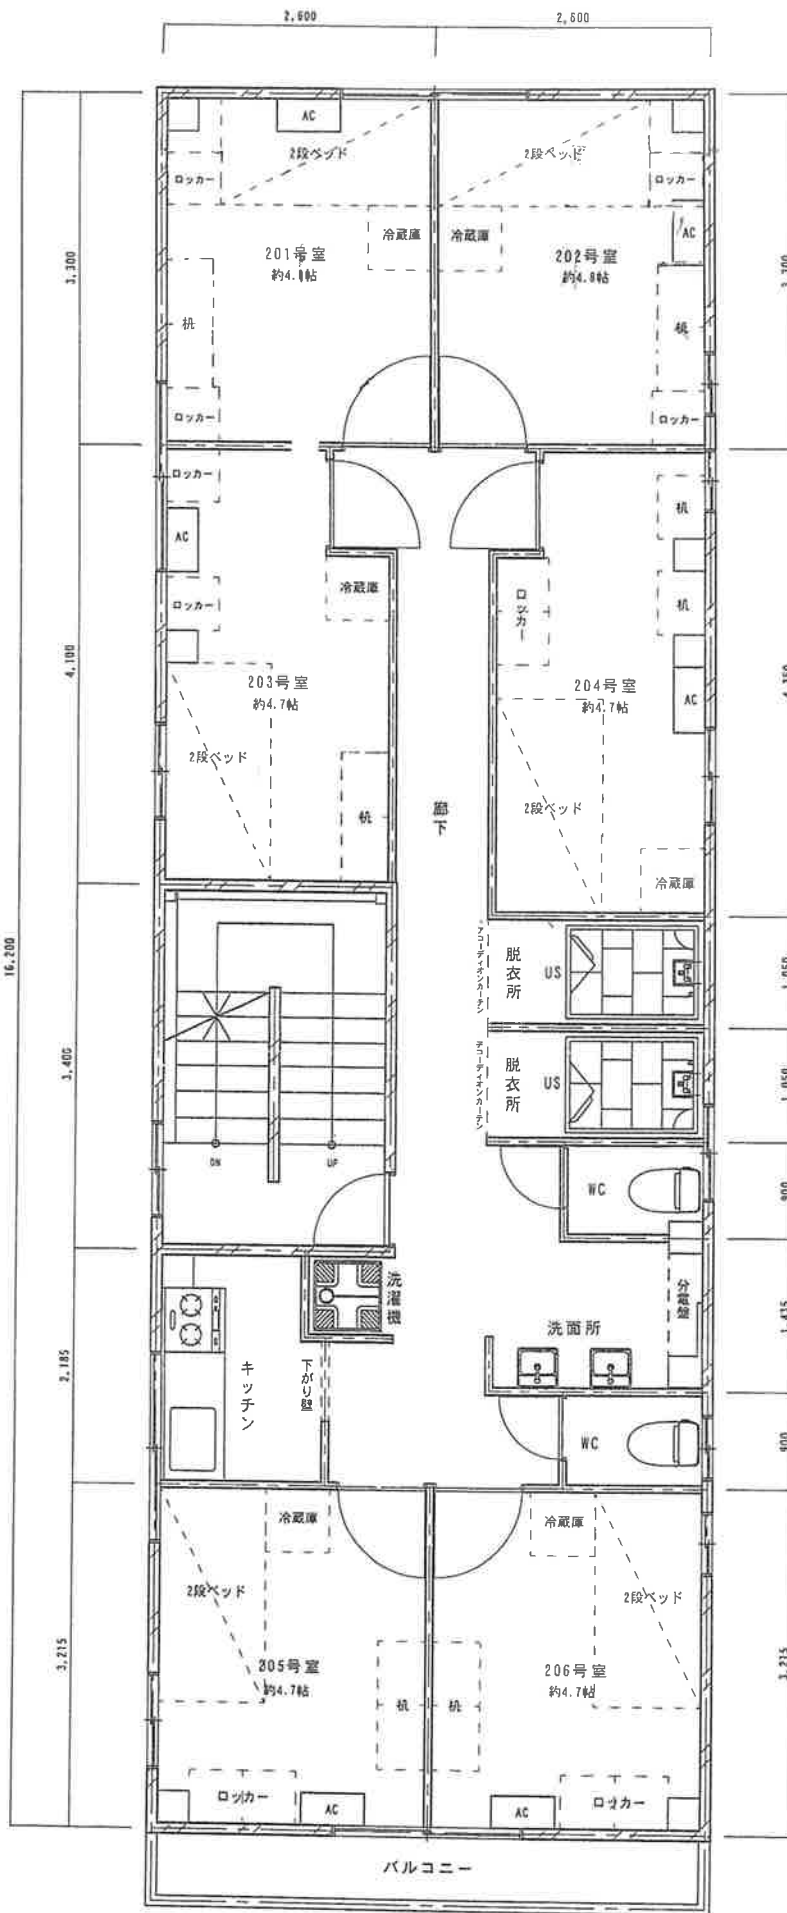 2,600
2,600
AC
2段ベッド
2段ベッド
ロッカー
ロッカー
冷蔵庫
冷蔵庫
AC
201号室
約4.8帖
202号室
約4.8帖
3,300
机
机
ロッカー
ロッカー
ロッカー
机
AC
ロッカー
冷蔵庫
ロッカー
机
4,100
203号室
約4.7帖
204号室
約4.7帖
AC
2段ベッド
2段ベッド
机
廊下
冷蔵庫
16,200
アコーディオンカーテン
脱衣所
US
1,050
3,400
アコーディオンカーテン
脱衣所
US
1,050
DN
UP
WC
900
洗濯機
分電盤
1,475
洗面所
2,185
キッチン
下がり壁
WC
900
冷蔵庫
冷蔵庫
2段ベッド
2段ベッド
3,215
205号室
約4.7帖
206号室
約4.7帖
3,215
机
机
ロッカー
AC
AC
ロッカー
バルコニー